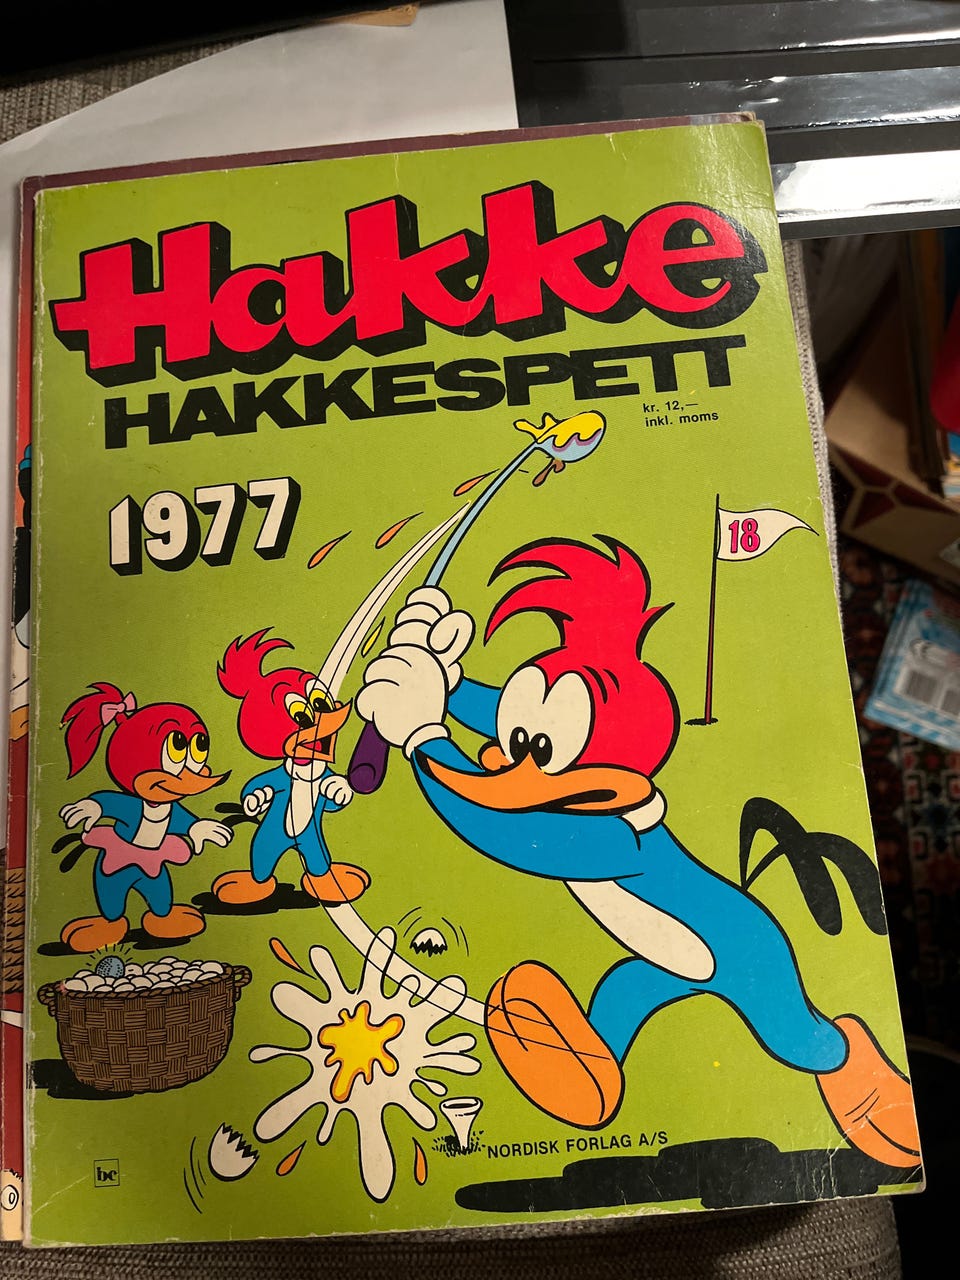 Hakke
HAKKESPETT
kr. 12,—
inkl. moms
1977
18
NORDISK FORLAG A/S
bc